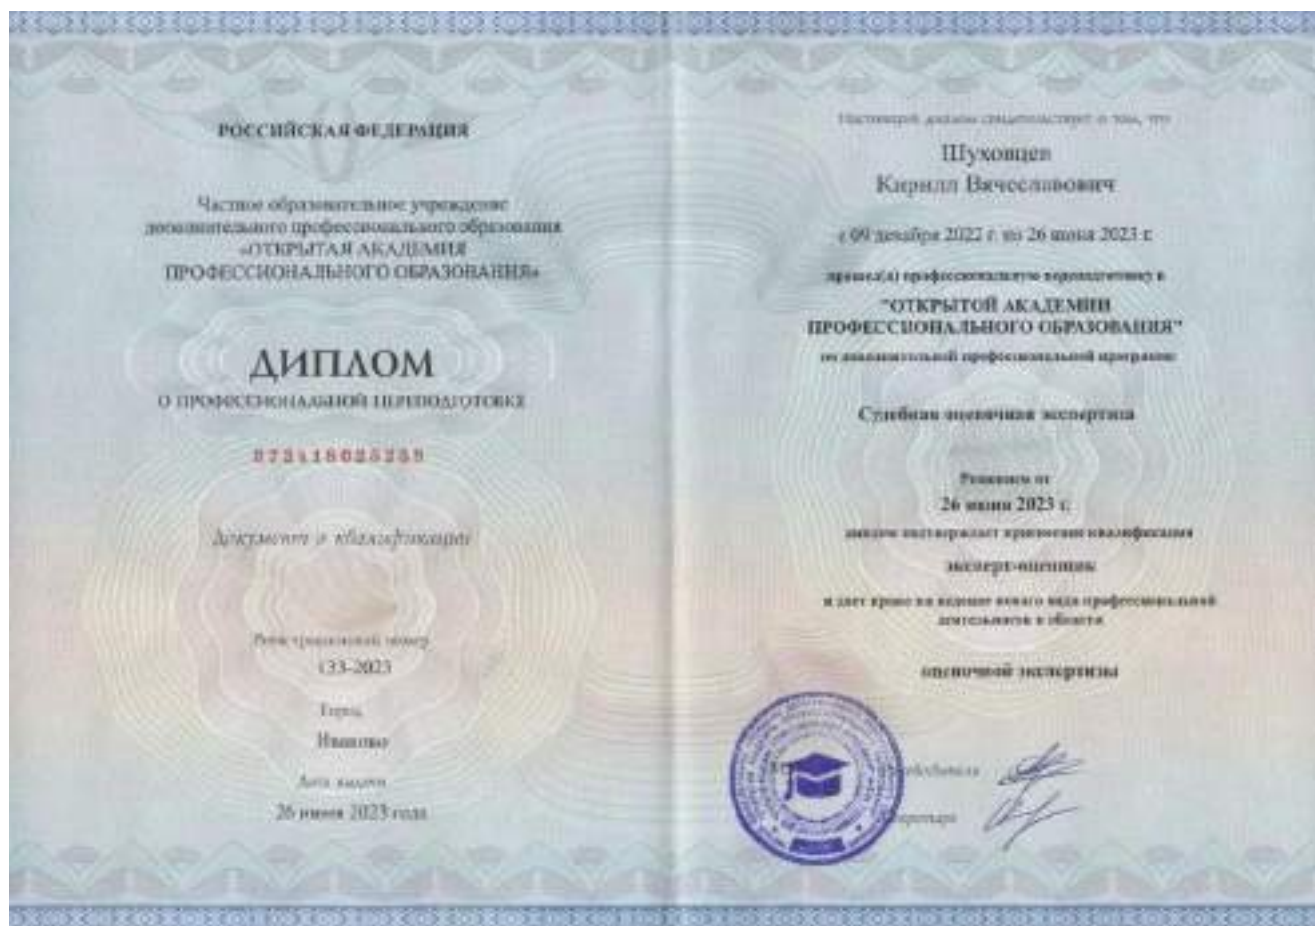 РОССИЙСКАЯ ФЕДЕРАЦИЯ
Частное образовательное учреждение
дополнительного профессионального образования
«ОТКРЫТАЯ АКАДЕМИЯ
ПРОФЕССИОНАЛЬНОГО ОБРАЗОВАНИЯ»
ДИПЛОМ
О ПРОФЕССИОНАЛЬНОЙ ПЕРЕПОДГОТОВКЕ
Документ о квалификации
Регистрационный номер
133-2023
Город
Иваново
Дата выдачи
26 июня 2023 года
Настоящий диплом свидетельствует о том, что
Шуховцев
Кирилл Вячеславович
с 09 декабря 2022 г. по 26 июня 2023 г.
прошел(а) профессиональную переподготовку в
"ОТКРЫТОЙ АКАДЕМИИ
ПРОФЕССИОНАЛЬНОГО ОБРАЗОВАНИЯ"
по дополнительной профессиональной программе
Судебная оценочная экспертиза
Решением от
26 июня 2023 г.
диплом подтверждает присвоение квалификации
эксперт-оценщик
и дает право на ведение нового вида профессиональной
деятельности в области
оценочной экспертизы